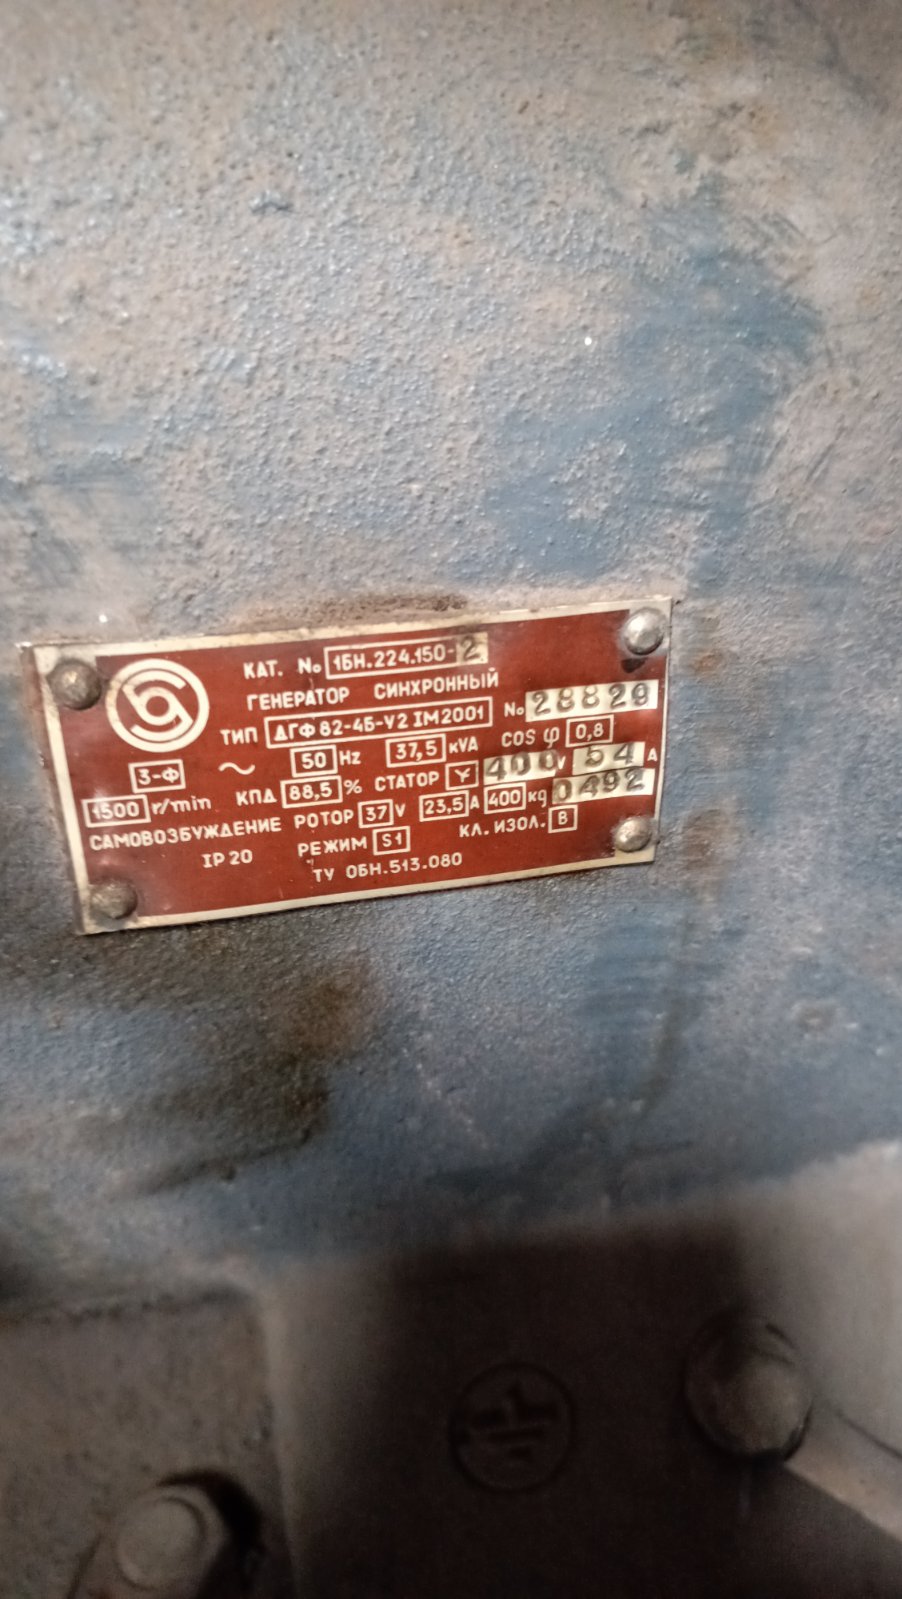 КАТ. No 1БН.224.150-2
ГЕНЕРАТОР СИНХРОННЫЙ
ТИП ДГФ 82-4Б-У2 IM2001 No 28829
3-Ф ~ 50 Hz 37,5 kVA COS φ 0,8
1500 r/min КПД 88,5 % СТАТОР Y 400 V 54 A
САМОВОЗБУЖДЕНИЕ РОТОР 37 V 23,5 A 400 kg 0492
IP 20 РЕЖИМ S1 КЛ. ИЗОЛ. B
ТУ ОБН.513.080